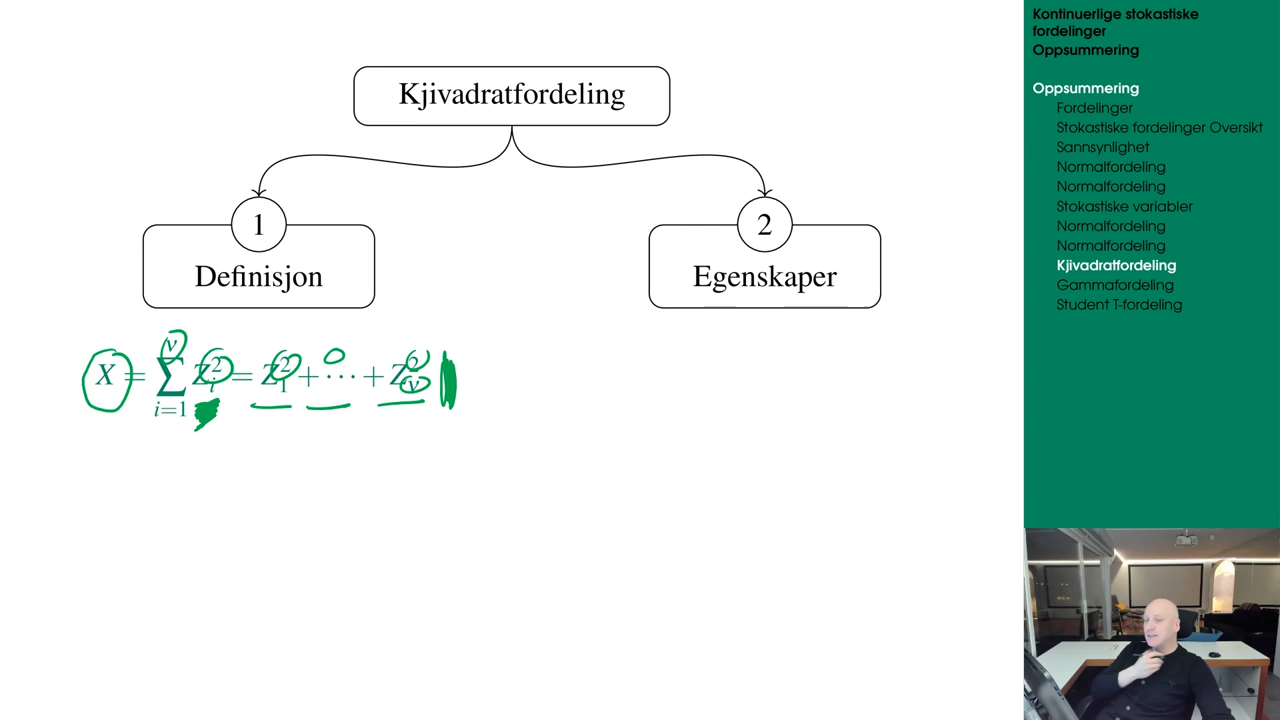 Kjivadratfordeling
1
Definisjon
2
Egenskaper
X = ∑_{i=1}^{ν} Z_i^2 = Z_1^2 + ⋯ + Z_ν^2
Kontinuerlige stokastiske
fordelinger
Oppsummering
Oppsummering
Fordelinger
Stokastiske fordelinger Oversikt
Sannsynlighet
Normalfordeling
Normalfordeling
Stokastiske variabler
Normalfordeling
Normalfordeling
Kjivadratfordeling
Gammafordeling
Student T-fordeling